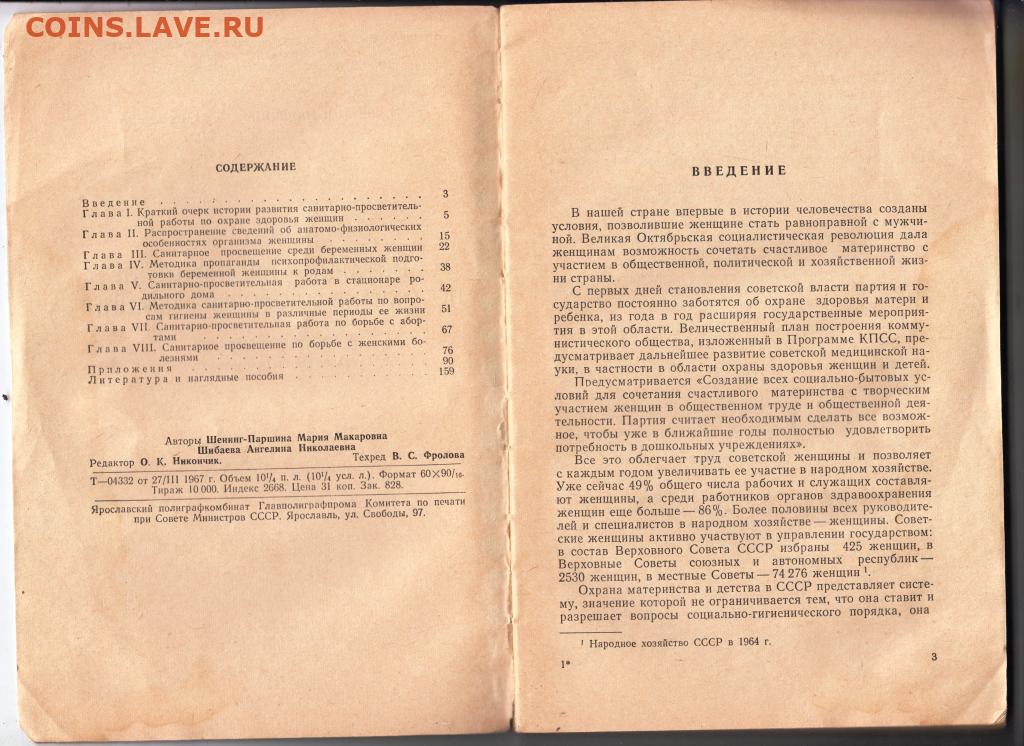 COINS.LAVE.RU
СОДЕРЖАНИЕ
Введение . . . . . . . . . . . . . . . . . . . . 3
Глава I. Краткий очерк истории развития санитарно-просветитель-
ной работы по охране здоровья женщин . . . . . . 5
Глава II. Распространение сведений об анатомо-физиологических
особенностях организма женщины . . . . . . . . 15
Глава III. Санитарное просвещение среди беременных женщин 22
Глава IV. Методика пропаганды психопрофилактической подго-
товки беременной женщины к родам . . . . . . . 38
Глава V. Санитарно-просветительная работа в стационаре ро-
дильного дома . . . . . . . . . . . . . . 42
Глава VI. Методика санитарно-просветительной работы по вопро-
сам гигиены женщины в различные периоды ее жизни 51
Глава VII. Санитарно-просветительная работа по борьбе с абор-
тами . . . . . . . . . . . . . . . . . . 67
Глава VIII. Санитарное просвещение по борьбе с женскими бо-
лезнями . . . . . . . . . . . . . . . . . 76
Приложения . . . . . . . . . . . . . . . . . . . 90
Литература и наглядные пособия . . . . . . . . . . . 159
Авторы Шенинг-Паршина Мария Макаровна
Шибаева Ангелина Николаевна
Редактор О. К. Никончик. Техред В. С. Фролова
Т—04332 от 27/III 1967 г. Объем 10¹/₄ п. л. (10¹/₄ усл. л.). Формат 60×90/₁₆.
Тираж 10 000. Индекс 2668. Цена 31 коп. Зак. 828.
Ярославский полиграфкомбинат Главполиграфпрома Комитета по печати
при Совете Министров СССР. Ярославль, ул. Свободы, 97.
ВВЕДЕНИЕ
В нашей стране впервые в истории человечества созданы
условия, позволившие женщине стать равноправной с мужчи-
ной. Великая Октябрьская социалистическая революция дала
женщинам возможность сочетать счастливое материнство с
участием в общественной, политической и хозяйственной жиз-
ни страны.
С первых дней становления советской власти партия и го-
сударство постоянно заботятся об охране здоровья матери и
ребенка, из года в год расширяя государственные мероприя-
тия в этой области. Величественный план построения комму-
нистического общества, изложенный в Программе КПСС, пре-
дусматривает дальнейшее развитие советской медицинской на-
уки, в частности в области охраны здоровья женщин и детей.
Предусматривается «Создание всех социально-бытовых ус-
ловий для сочетания счастливого материнства с творческим
участием женщин в общественном труде и общественной дея-
тельности. Партия считает необходимым сделать все возмож-
ное, чтобы уже в ближайшие годы полностью удовлетворить
потребность в дошкольных учреждениях».
Все это облегчает труд советской женщины и позволяет
с каждым годом увеличивать ее участие в народном хозяйстве.
Уже сейчас 49% общего числа рабочих и служащих составля-
ют женщины, а среди работников органов здравоохранения
женщин еще больше — 86%. Более половины всех руководите-
лей и специалистов в народном хозяйстве — женщины. Совет-
ские женщины активно участвуют в управлении государством:
в состав Верховного Совета СССР избраны 425 женщин, в
Верховные Советы союзных и автономных республик —
2530 женщин, в местные Советы — 74 276 женщин ¹.
Охрана материнства и детства в СССР представляет систе-
му, значение которой не ограничивается тем, что она ставит и
разрешает вопросы социально-гигиенического порядка, она
¹ Народное хозяйство СССР в 1964 г.
1*
3